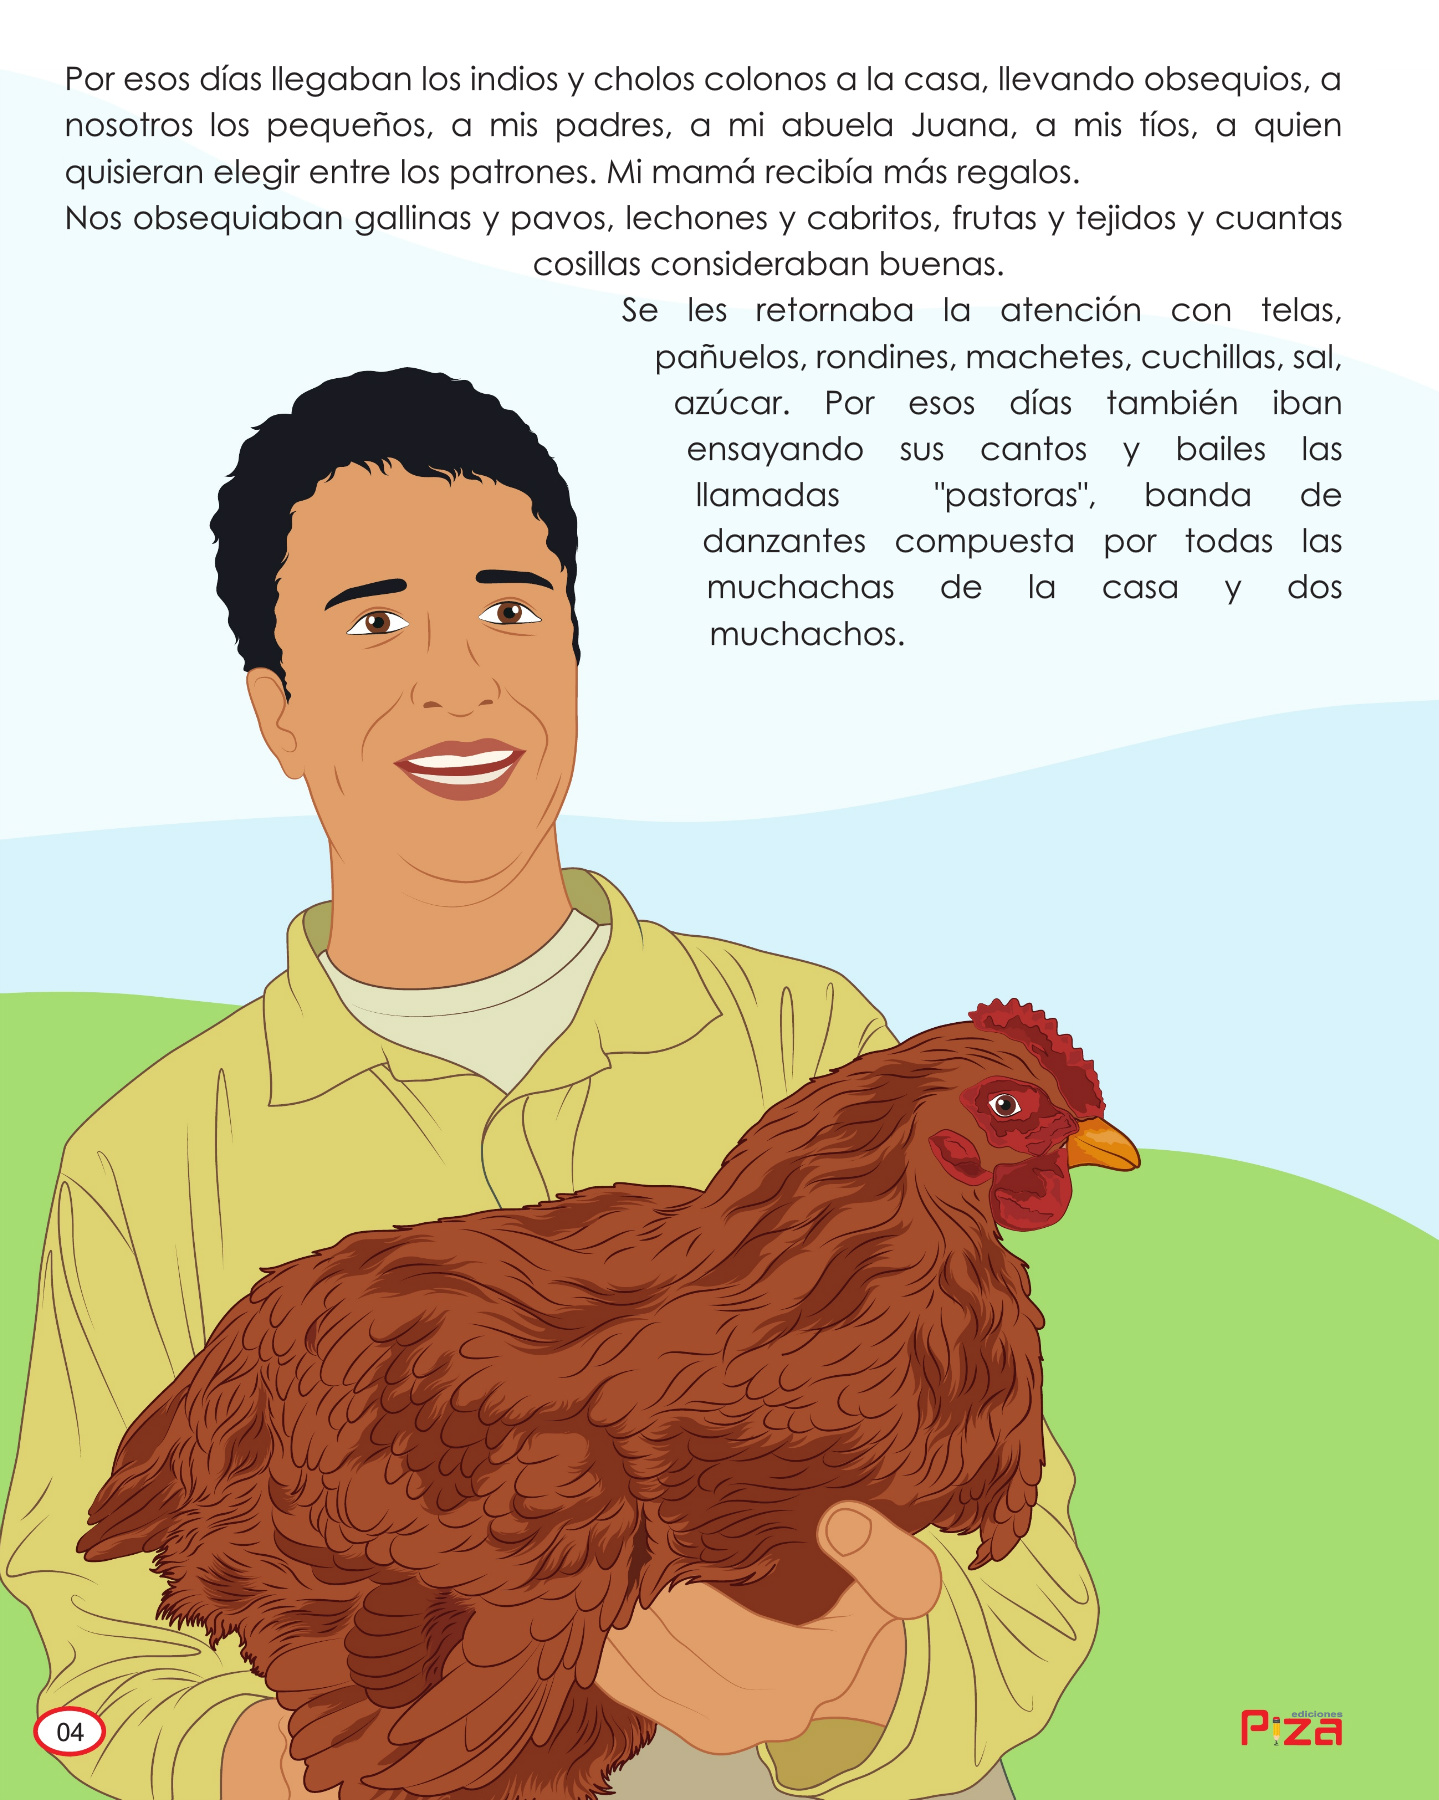 Por esos días llegaban los indios y cholos colonos a la casa, llevando obsequios, a
nosotros los pequeños, a mis padres, a mi abuela Juana, a mis tíos, a quien
quisieran elegir entre los patrones. Mi mamá recibía más regalos.
Nos obsequiaban gallinas y pavos, lechones y cabritos, frutas y tejidos y cuantas
cosillas consideraban buenas.
Se les retornaba la atención con telas,
pañuelos, rondines, machetes, cuchillas, sal,
azúcar. Por esos días también iban
ensayando sus cantos y bailes las
llamadas "pastoras", banda de
danzantes compuesta por todas las
muchachas de la casa y dos
muchachos.
04
ediciones
Piza